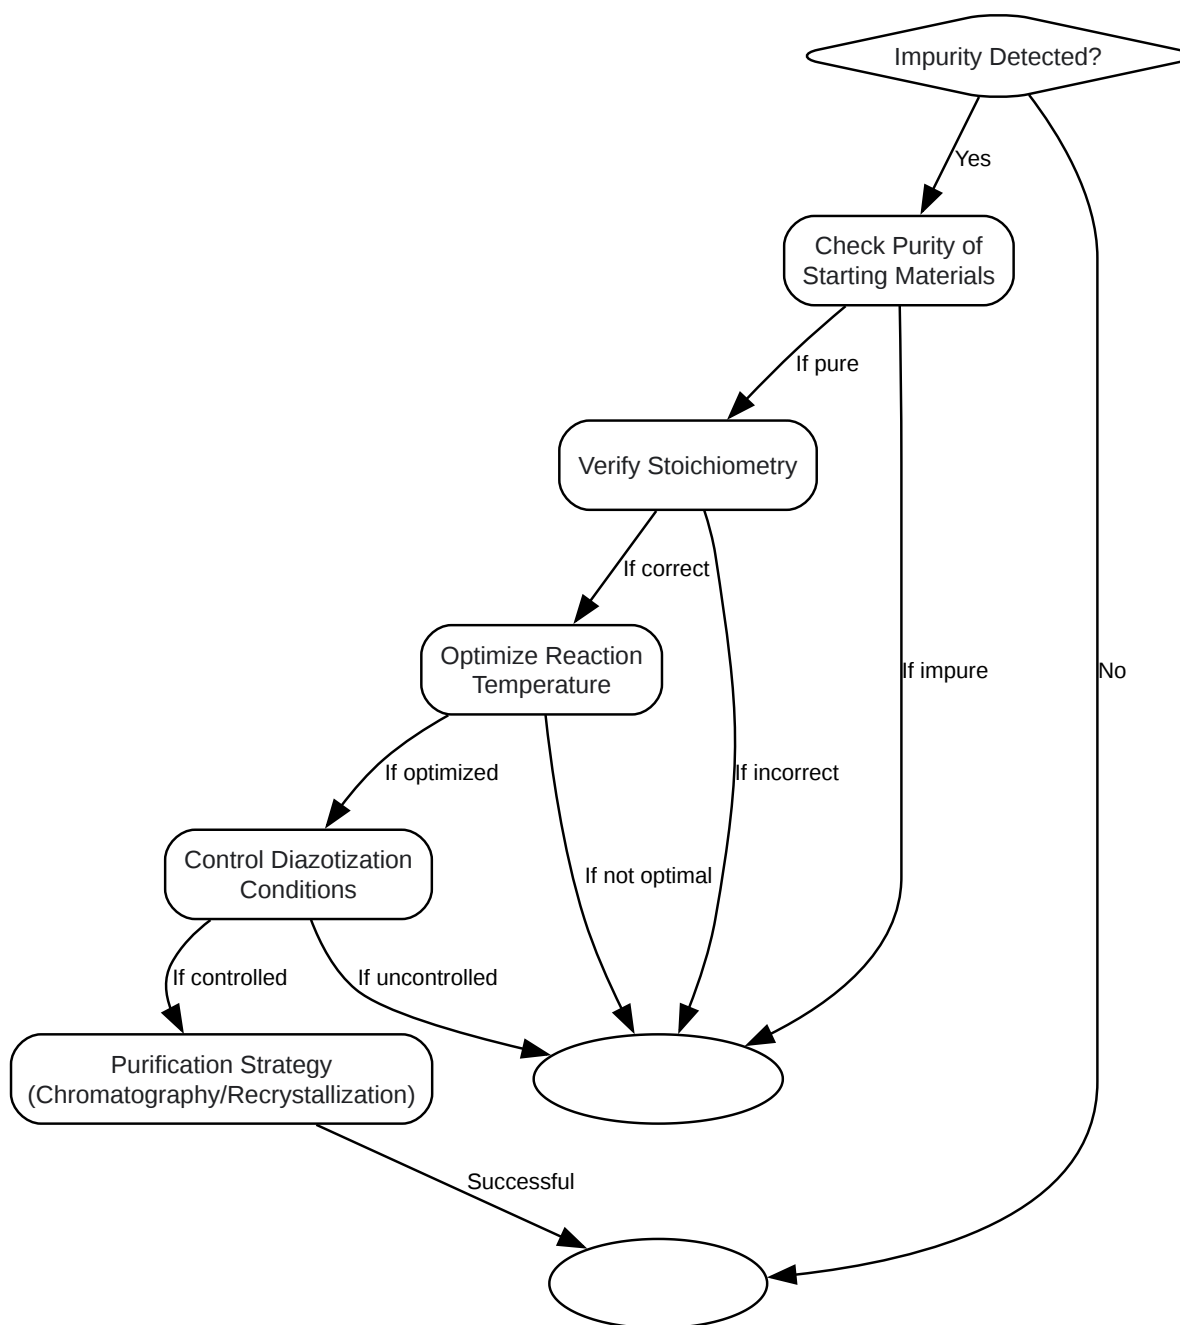 Impurity Detected?
Yes
Check Purity of
Starting Materials
If pure
Verify Stoichiometry
If correct
Optimize Reaction
Temperature
If impure
No
If optimized
If incorrect
Control Diazotization
Conditions
If not optimal
If controlled
If uncontrolled
Purification Strategy
(Chromatography/Recrystallization)
Successful